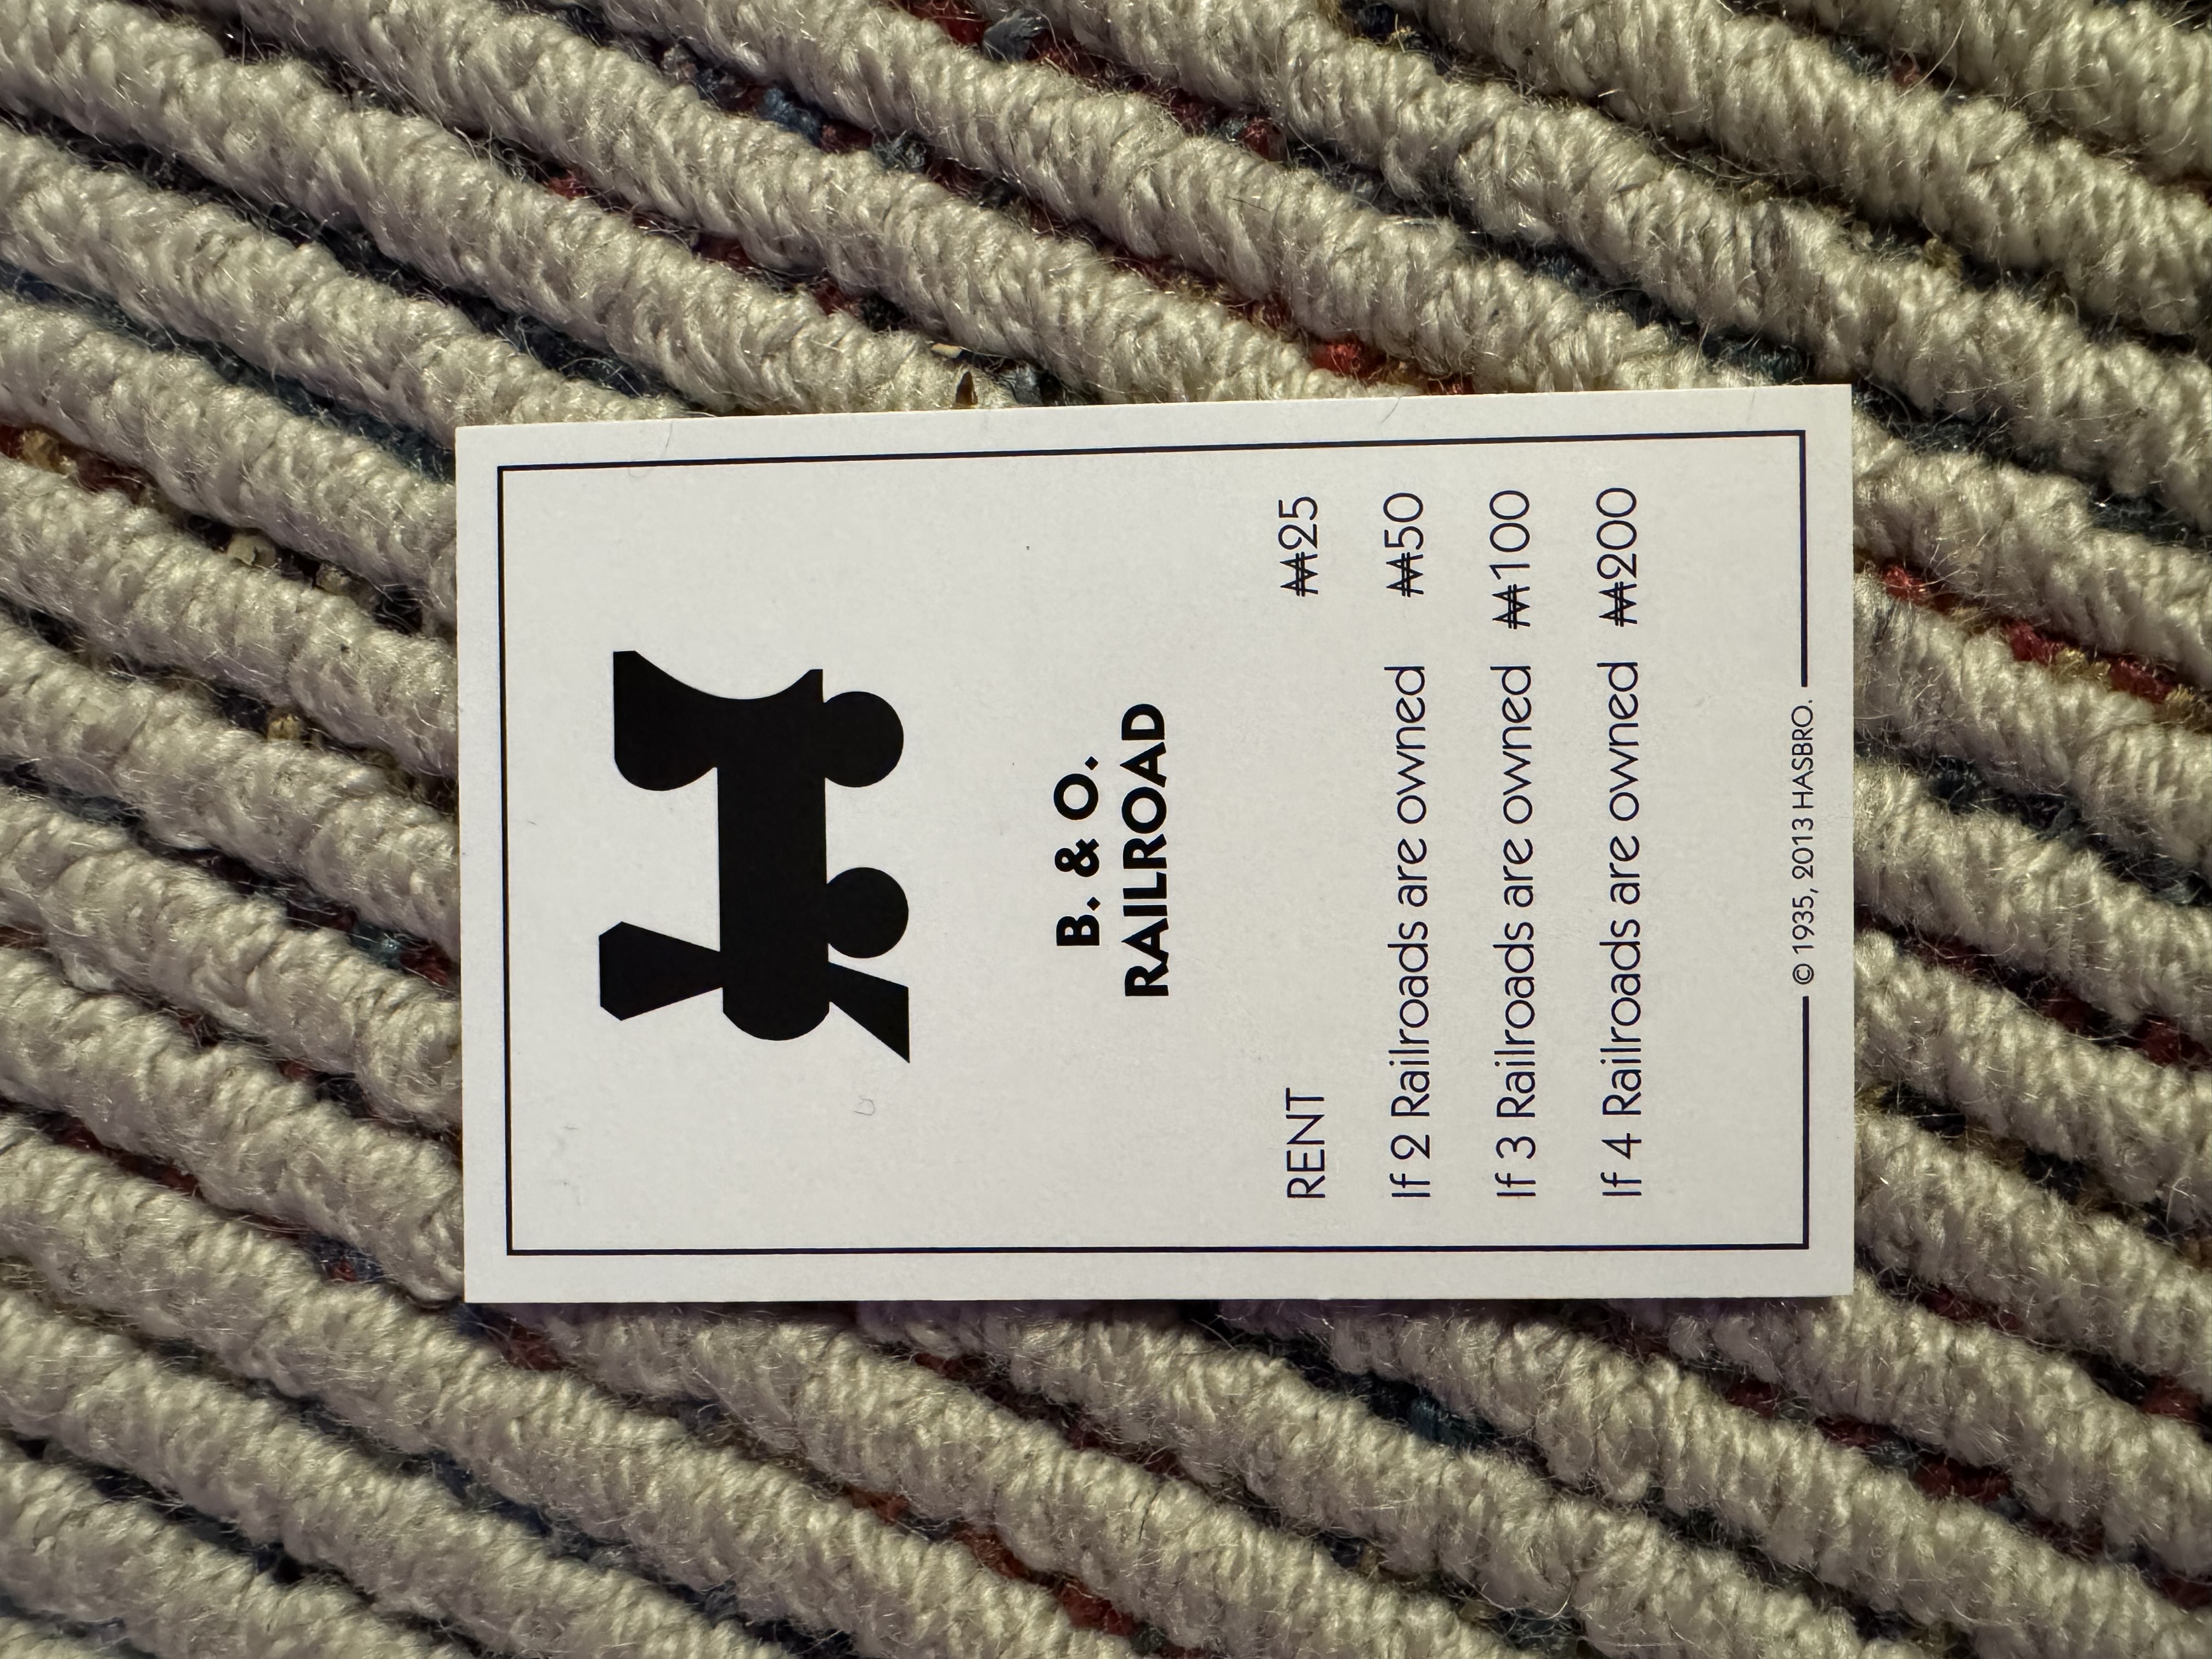 B. & O.
RAILROAD
RENT ₩25
If 2 Railroads are owned ₩50
If 3 Railroads are owned ₩100
If 4 Railroads are owned ₩200
© 1935, 2013 HASBRO.